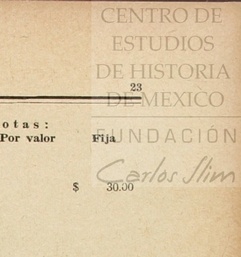 CENTRO DE
ESTUDIOS
DE HISTORIA
DE MEXICO
FUNDACIÓN
Carlos Slim
23
otas:
Por valor Fija
$ 30.00